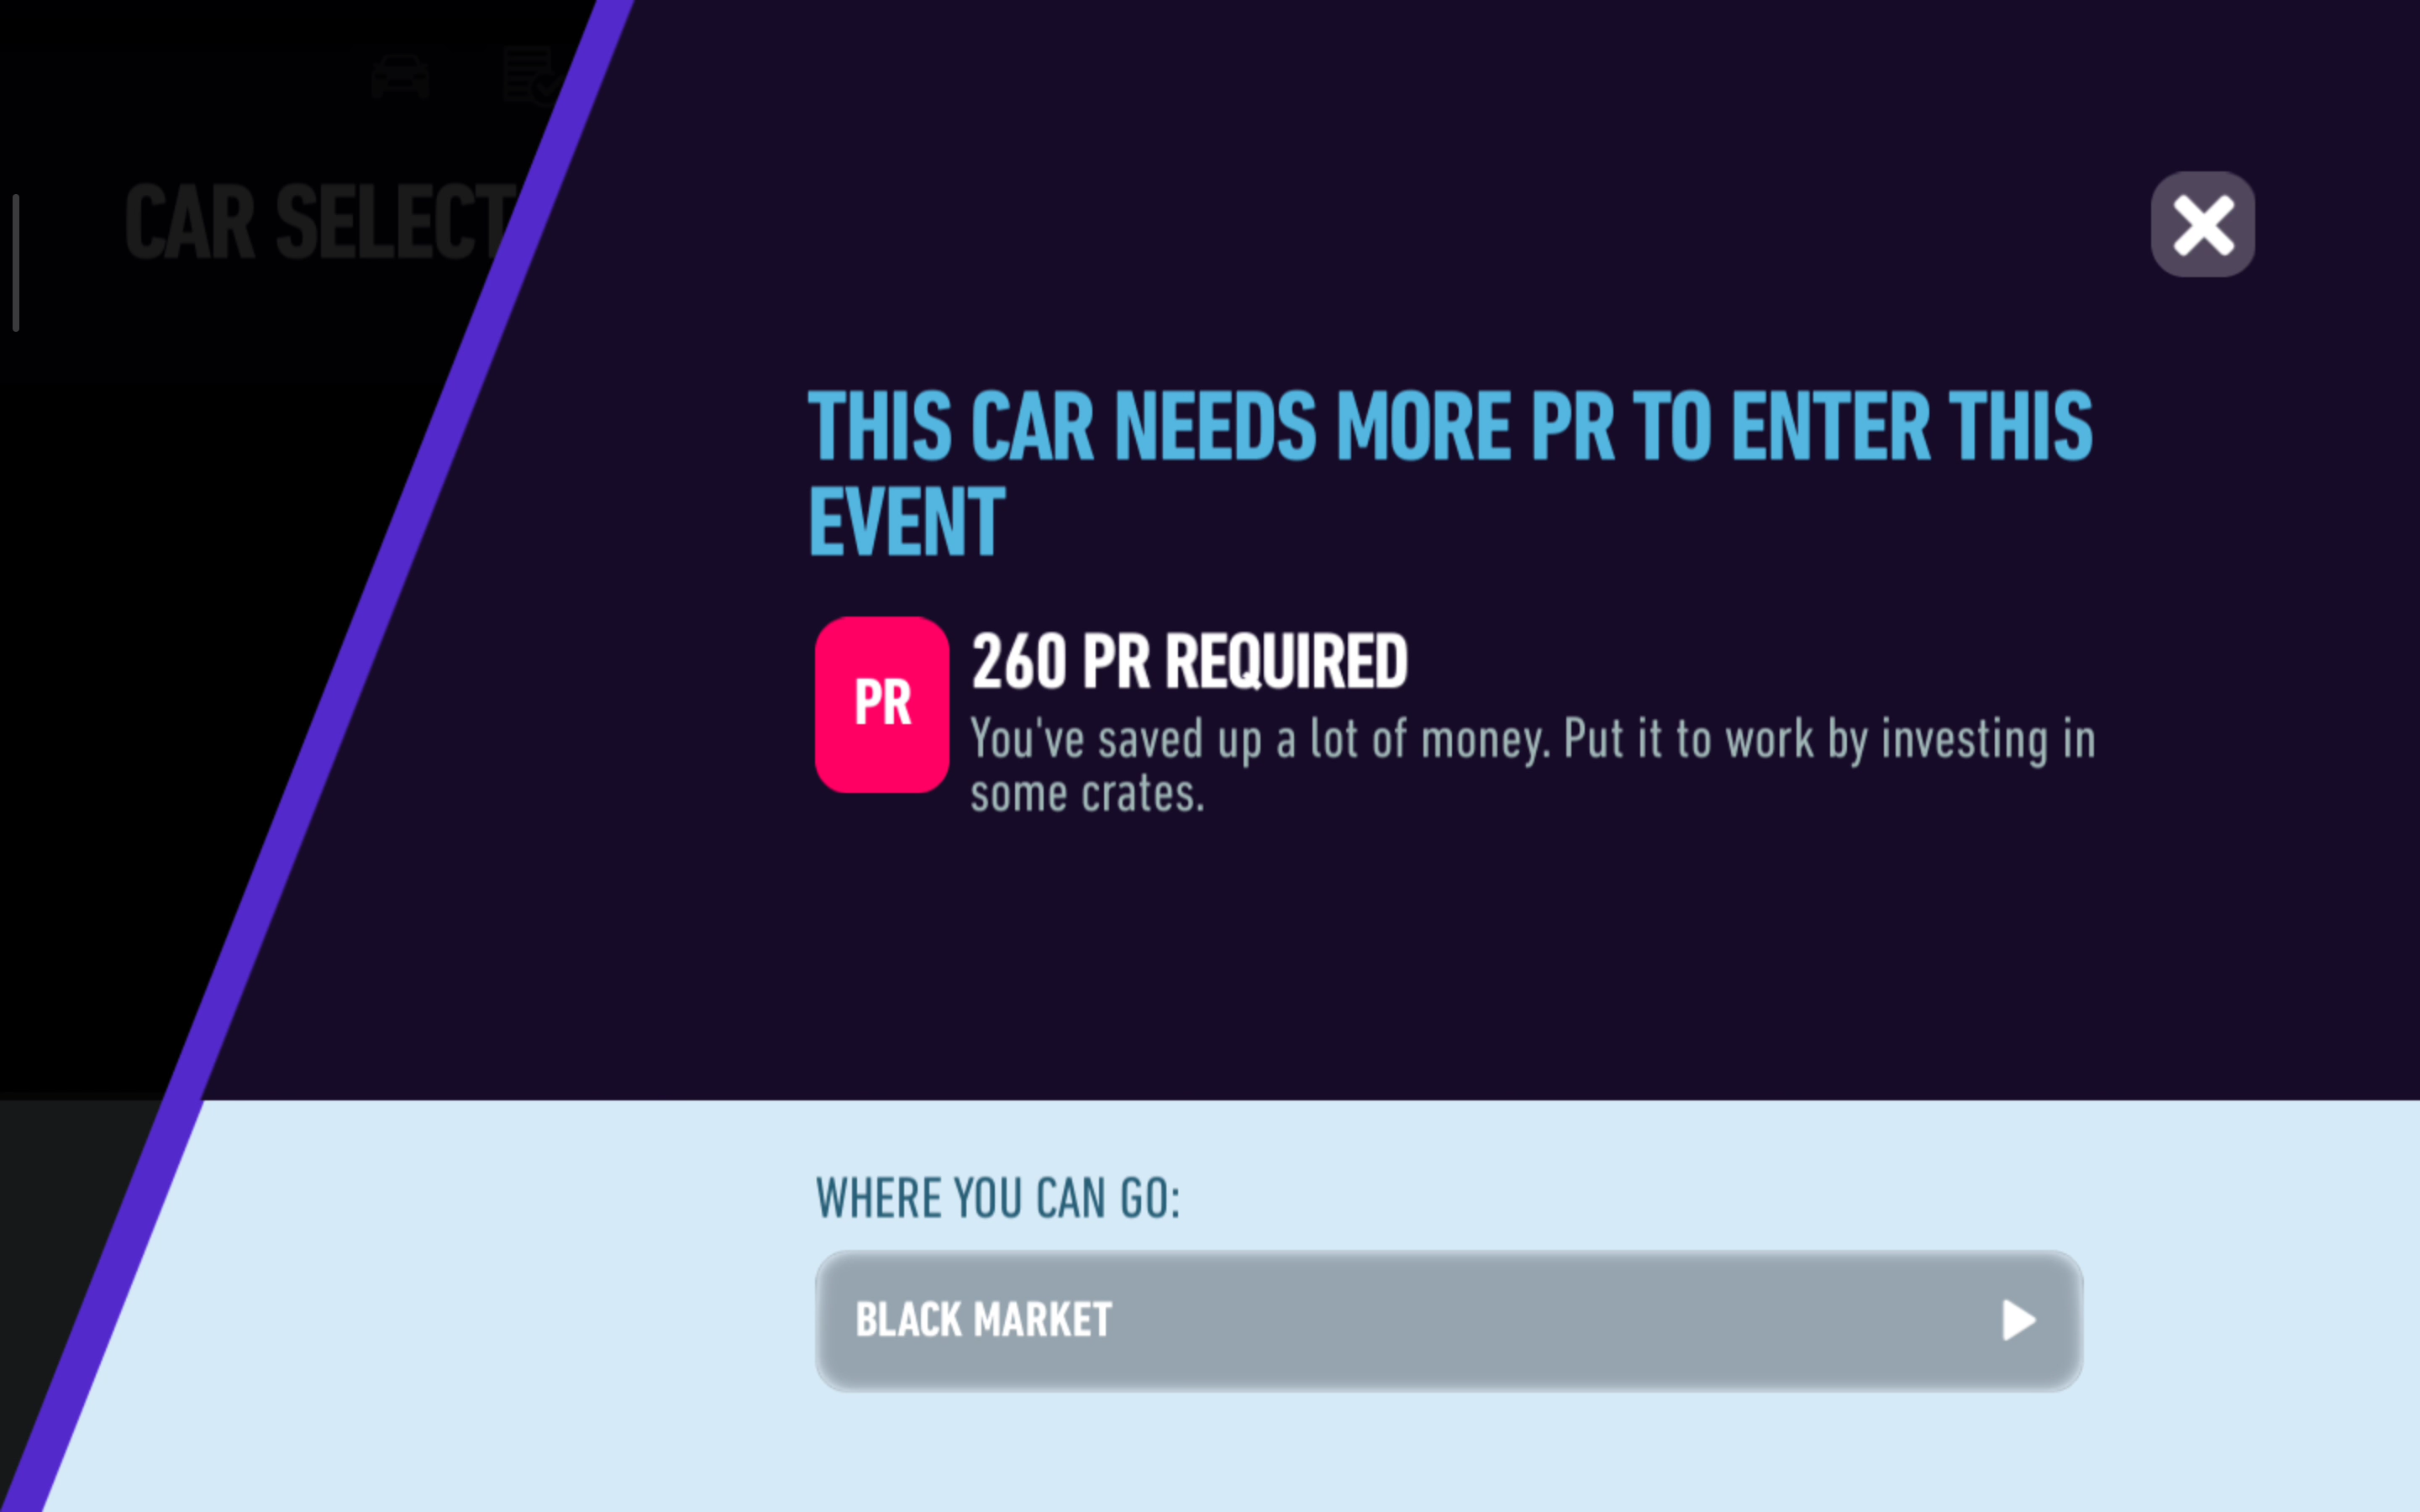 CAR SELECT
THIS CAR NEEDS MORE PR TO ENTER THIS
EVENT
PR
260 PR REQUIRED
You've saved up a lot of money. Put it to work by investing in
some crates.
WHERE YOU CAN GO:
BLACK MARKET